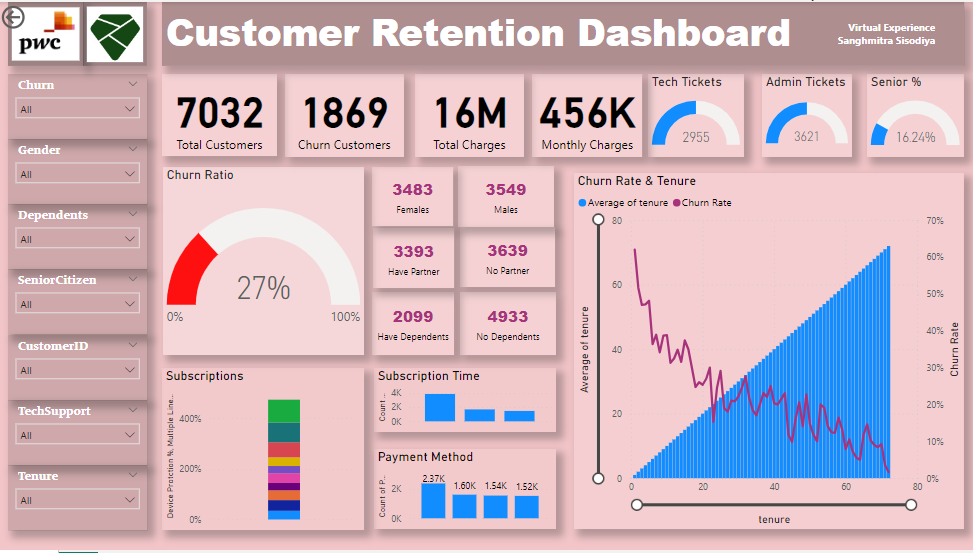 pwc
Customer Retention Dashboard
Virtual Experience
Sanghmitra Sisodiya
Churn
All
Gender
All
Dependents
All
SeniorCitizen
All
CustomerID
All
TechSupport
All
Tenure
All
7032
Total Customers
1869
Churn Customers
16M
Total Charges
456K
Monthly Charges
Tech Tickets
2955
Admin Tickets
3621
Senior %
16.24%
Churn Ratio
27%
0%
100%
3483
Females
3549
Males
3393
Have Partner
3639
No Partner
2099
Have Dependents
4933
No Dependents
Churn Rate & Tenure
Average of tenure
Churn Rate
80
60
40
20
0
Average of tenure
70%
60%
50%
40%
30%
20%
10%
0%
Churn Rate
0
20
40
60
80
tenure
Subscriptions
Device Protction %, Multiple Line...
400%
200%
0%
Subscription Time
Count ...
4K
2K
0K
Payment Method
Count of P...
2K
0K
2.37K
1.60K
1.54K
1.52K